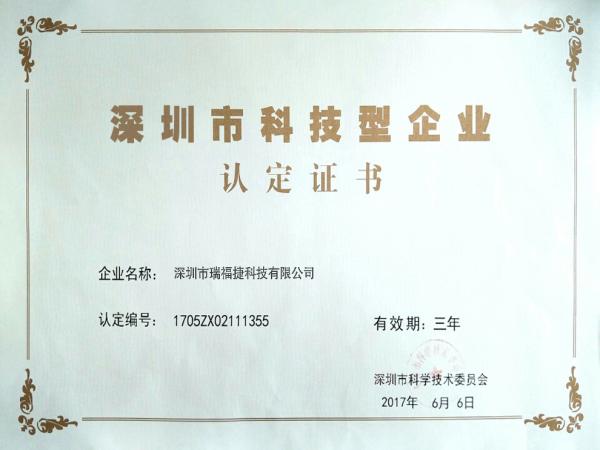 深圳市科技型企业
认定证书
企业名称： 深圳市瑞福捷科技有限公司
认定编号： 1705ZX02111355 有效期：三年
深圳市科学技术委员会
2017年 6月 6日